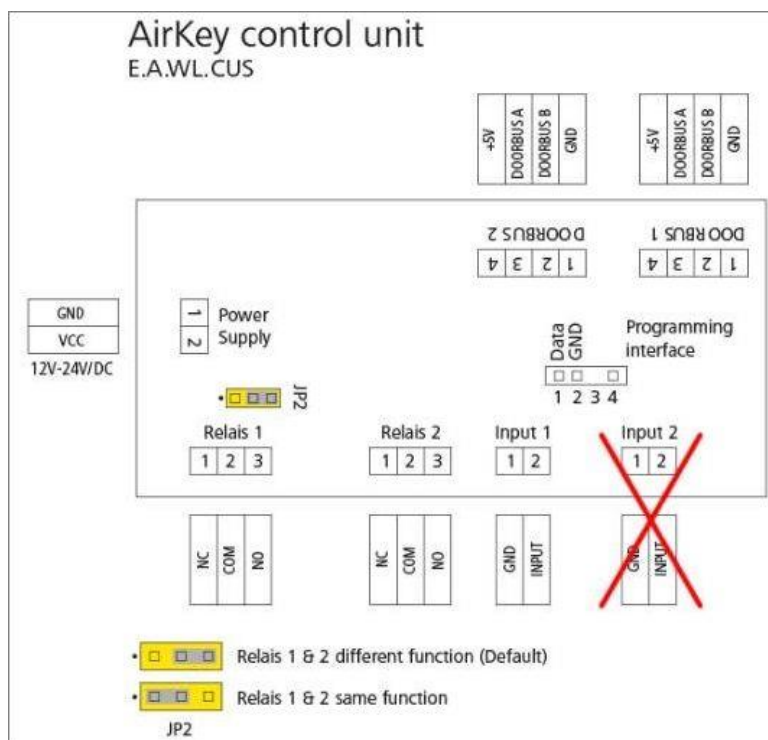 AirKey control unit
E.A.WL.CUS
+5V DOORBUS A DOORBUS B GND
+5V DOORBUS A DOORBUS B GND
DOORBUS 2
4 3 2 1
DOORBUS 1
4 3 2 1
GND
VCC
12V-24V/DC
1 Power
2 Supply
Data
GND
Programming
interface
1 2 3 4
JP2
Relais 1
1 2 3
Relais 2
1 2 3
Input 1
1 2
Input 2
1 2
NC COM NO
NC COM NO
GND INPUT
GND INPUT
Relais 1 & 2 different function (Default)
Relais 1 & 2 same function
JP2